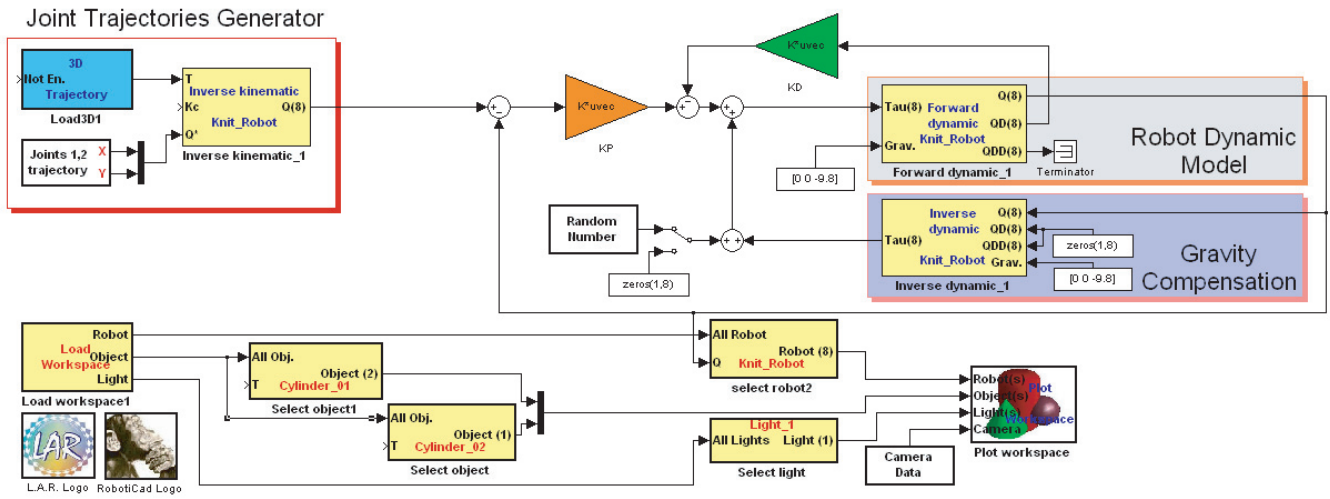 Joint Trajectories Generator
3D
Not En.
Trajectory
Load3D1
T
Kc
Q*
Inverse kinematic
Q(8)
Knit_Robot
Inverse kinematic_1
Joints 1,2
trajectory
X
Y
K*uvec
KP
K*uvec
KD
Tau(8)
Grav.
Forward
dynamic
Knit_Robot
Q(8)
QD(8)
QDD(8)
Forward dynamic_1
Terminator
Robot Dynamic
Model
[0 0 -9.8]
Random
Number
zeros(1,8)
Tau(8)
Inverse
dynamic
Knit_Robot
Q(8)
QD(8)
QDD(8)
Grav.
Inverse dynamic_1
zeros(1,8)
[0 0 -9.8]
Gravity
Compensation
Robot
Object
Light
Load
Workspace
Load workspace1
All Obj.
T
Object (2)
Cylinder_01
Select object1
All Obj.
T
Object (1)
Cylinder_02
Select object
All Robot
Q
Robot (8)
Knit_Robot
select robot2
Light_1
All Lights
Light (1)
Select light
Camera
Data
Robot(s)
Object(s)
Light(s)
Camera
Plot
Workspace
Plot workspace
LAR
L.A.R. Logo
RobotiCad Logo